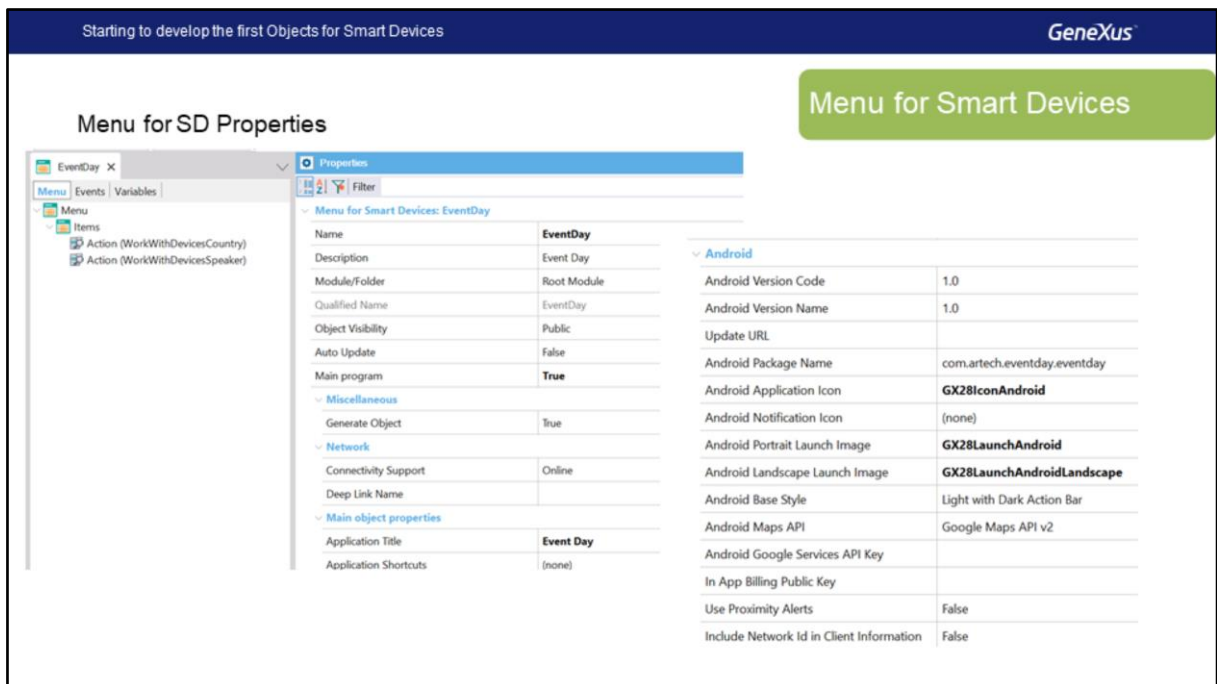 Starting to develop the first Objects for Smart Devices
GeneXus
Menu for Smart Devices
Menu for SD Properties
EventDay X
Menu Events Variables
Menu
Items
Action (WorkWithDevicesCountry)
Action (WorkWithDevicesSpeaker)
Properties
Filter
Menu for Smart Devices: EventDay
Name EventDay
Description Event Day
Module/Folder Root Module
Qualified Name EventDay
Object Visibility Public
Auto Update False
Main program True
Miscellaneous
Generate Object True
Network
Connectivity Support Online
Deep Link Name
Main object properties
Application Title Event Day
Application Shortcuts (none)
Android
Android Version Code 1.0
Android Version Name 1.0
Update URL
Android Package Name com.artech.eventday.eventday
Android Application Icon GX28IconAndroid
Android Notification Icon (none)
Android Portrait Launch Image GX28LaunchAndroid
Android Landscape Launch Image GX28LaunchAndroidLandscape
Android Base Style Light with Dark Action Bar
Android Maps API Google Maps API v2
Android Google Services API Key
In App Billing Public Key
Use Proximity Alerts False
Include Network Id in Client Information False